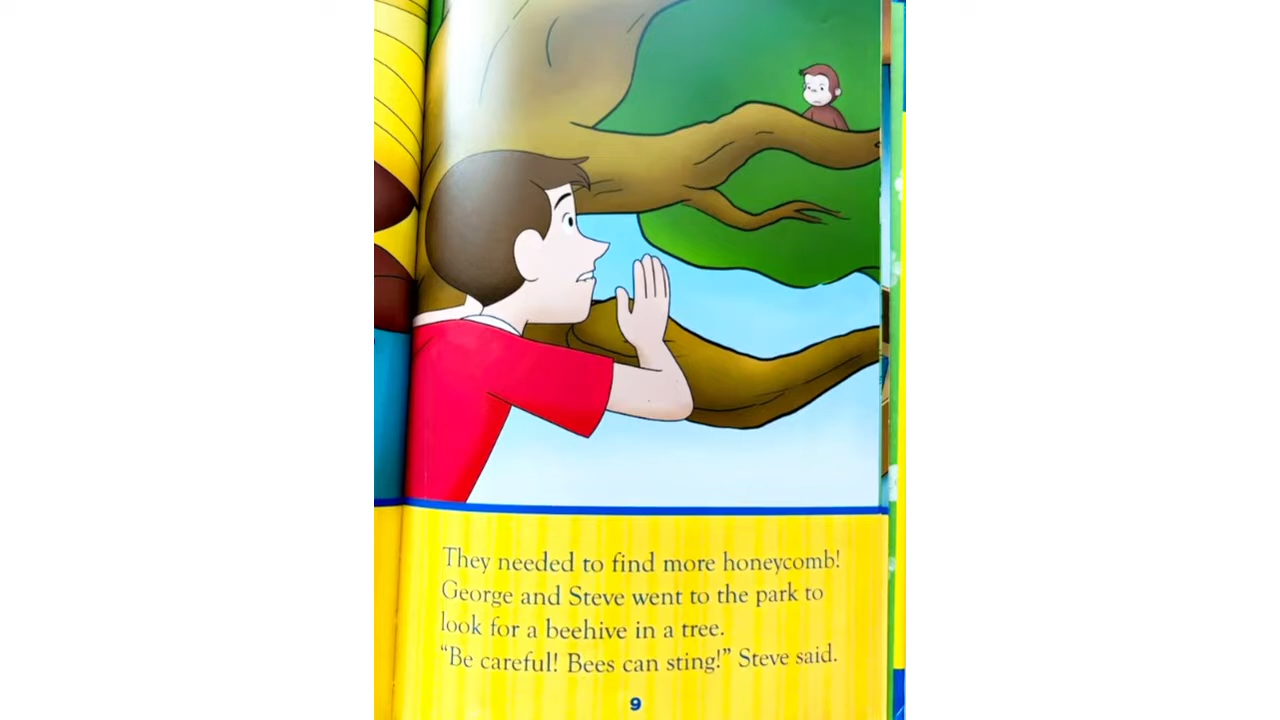 They needed to find more honeycomb!
George and Steve went to the park to
look for a beehive in a tree.
“Be careful! Bees can sting!” Steve said.
9